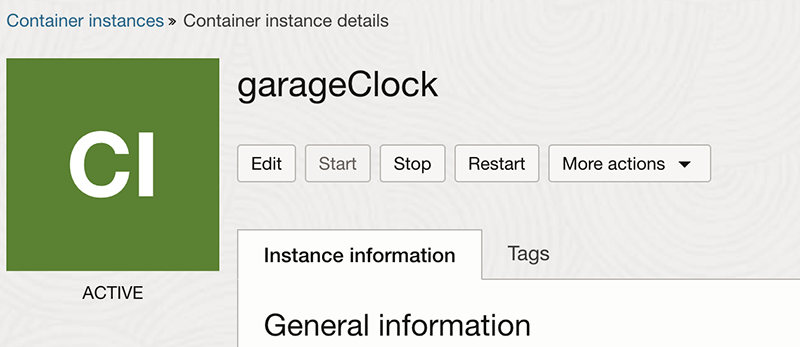 Container instances » Container instance details
CI
ACTIVE
garageClock
Edit Start Stop Restart More actions
Instance information Tags
General information